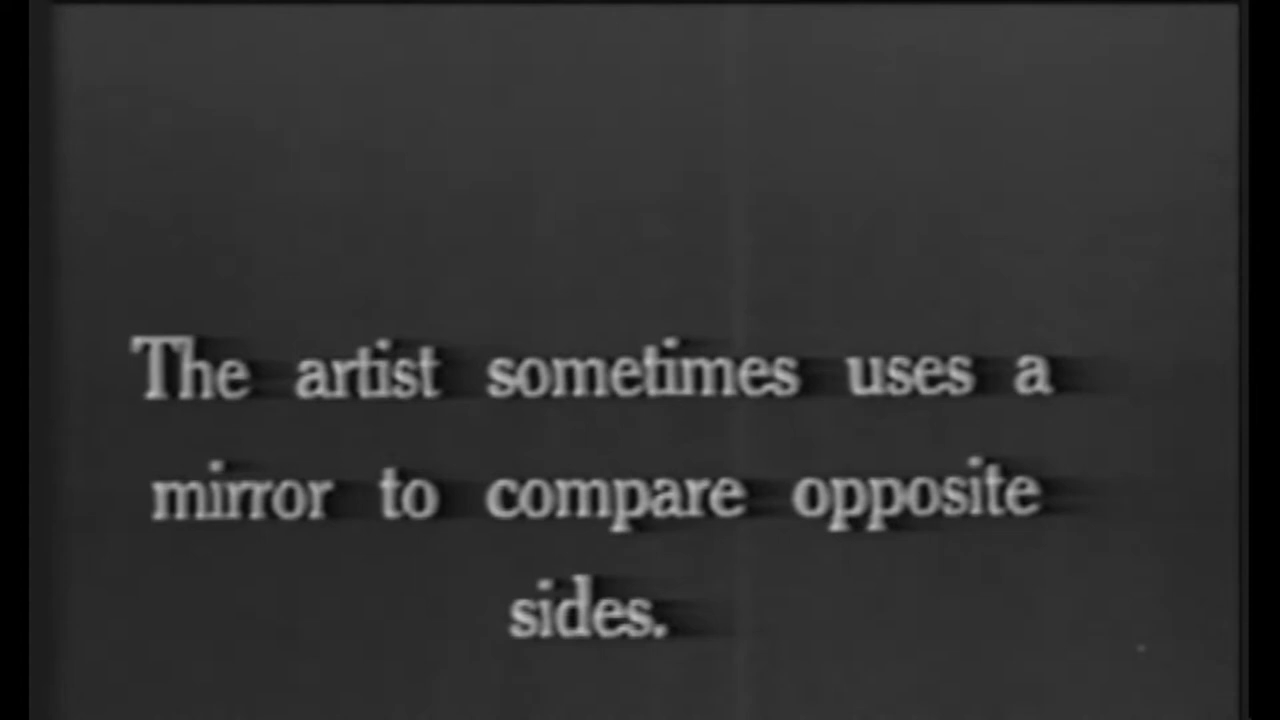 The artist sometimes uses a
mirror to compare opposite
sides.